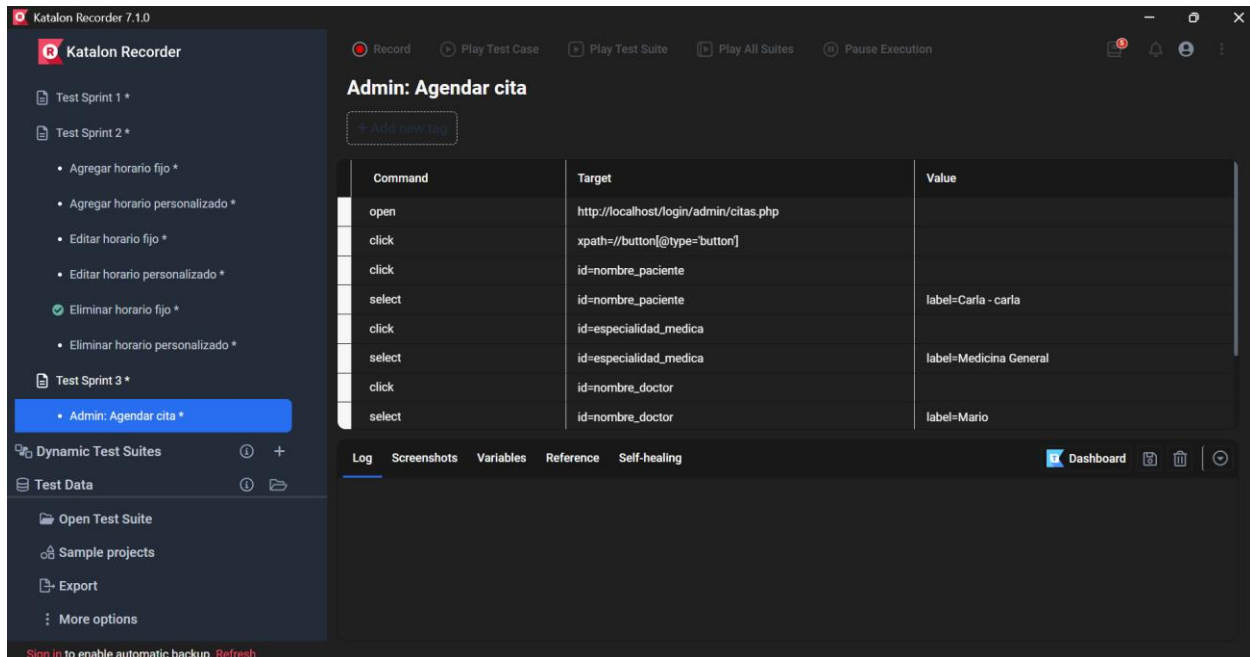 Katalon Recorder 7.1.0
Katalon Recorder
Test Sprint 1 *
Test Sprint 2 *
• Agregar horario fijo *
• Agregar horario personalizado *
• Editar horario fijo *
• Editar horario personalizado *
Eliminar horario fijo *
• Eliminar horario personalizado *
Test Sprint 3 *
• Admin: Agendar cita *
Dynamic Test Suites
Test Data
Open Test Suite
Sample projects
Export
More options
Sign in to enable automatic backup. Refresh
Record Play Test Case Play Test Suite Play All Suites Pause Execution 5
Admin: Agendar cita
+ Add new tag
Command Target Value
open http://localhost/login/admin/citas.php
click xpath=//button[@type='button']
click id=nombre_paciente
select id=nombre_paciente label=Carla - carla
click id=especialidad_medica
select id=especialidad_medica label=Medicina General
click id=nombre_doctor
select id=nombre_doctor label=Mario
Log Screenshots Variables Reference Self-healing Dashboard